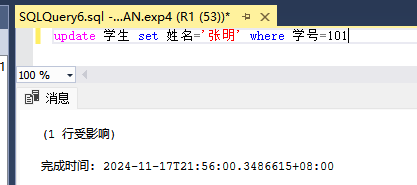 SQLQuery6.sql -...AN.exp4 (R1 (53))*
update 学生 set 姓名='张明' where 学号=101
1
100 %
消息
(1 行受影响)
完成时间: 2024-11-17T21:56:00.3486615+08:00